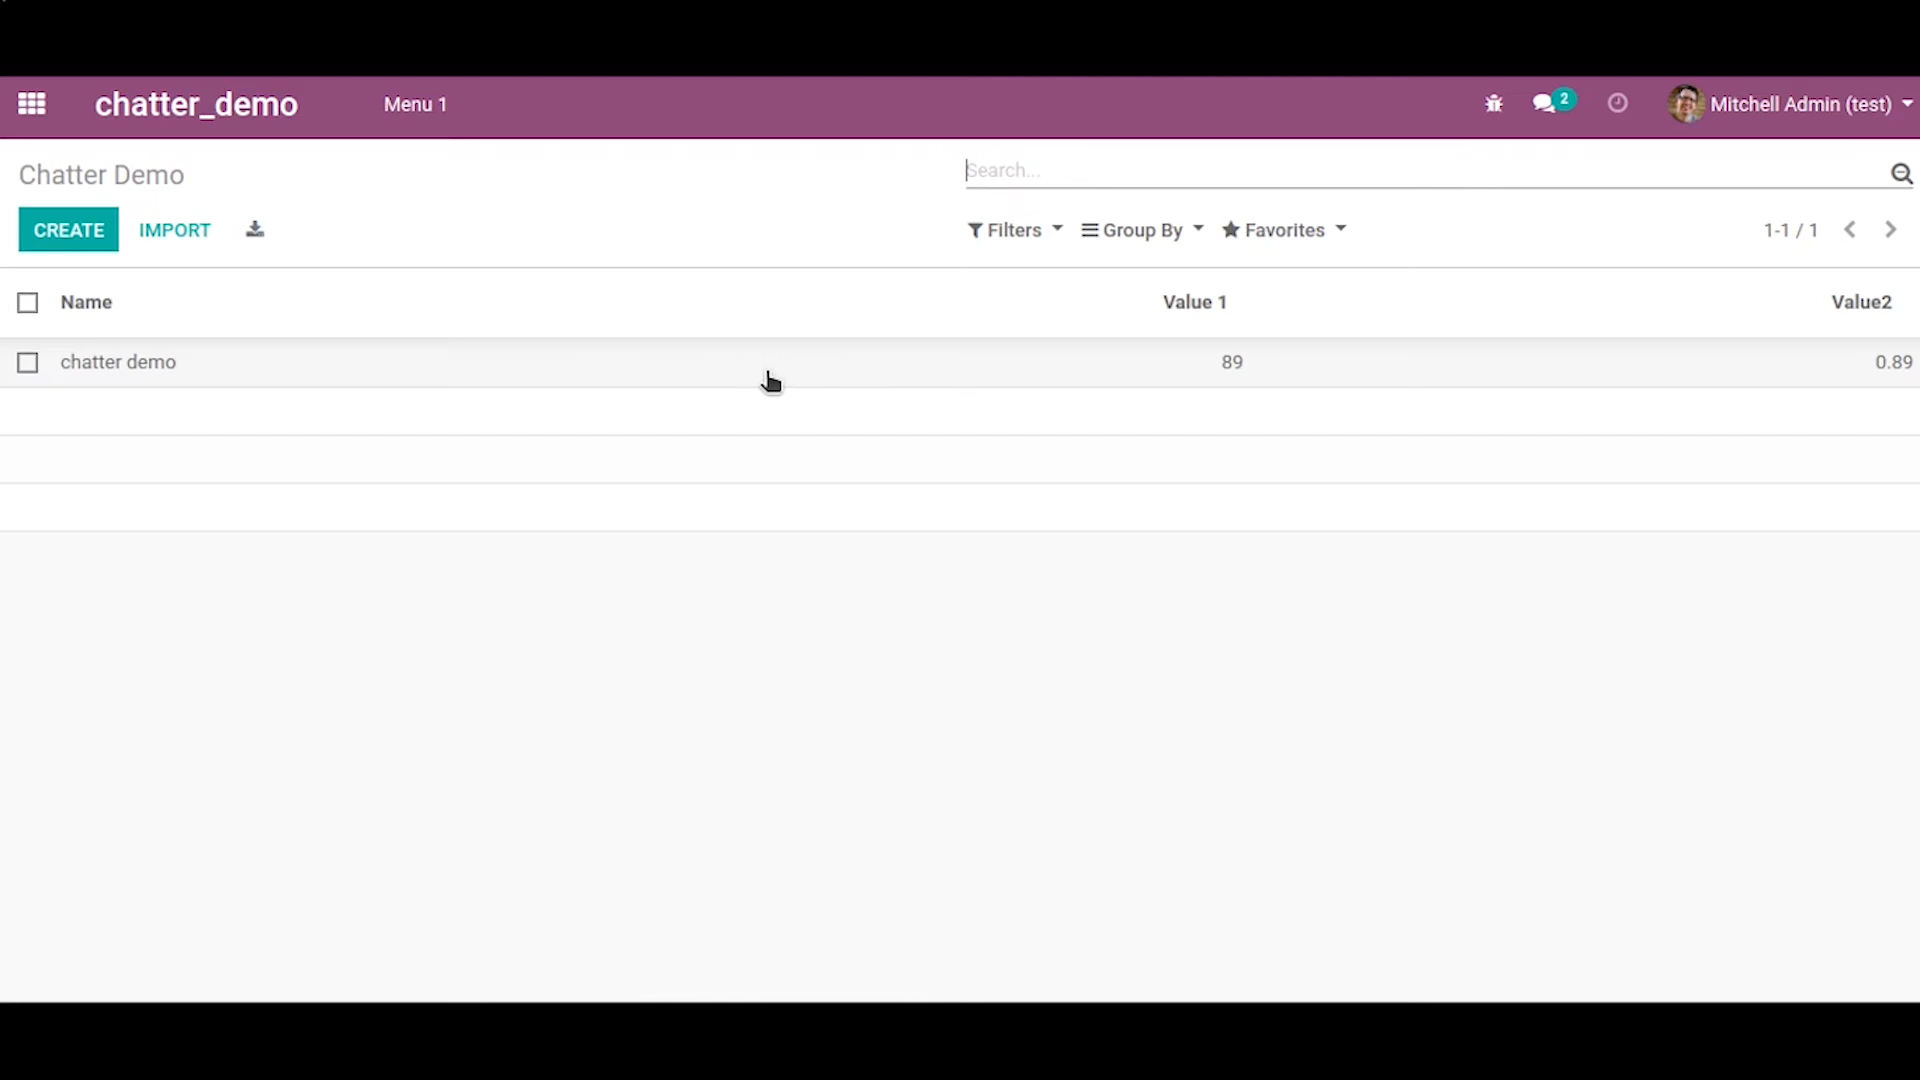 chatter_demo Menu 1 2 Mitchell Admin (test)
Chatter Demo Search...
CREATE IMPORT Filters Group By Favorites 1-1 / 1
Name Value 1 Value2
chatter demo 89 0.89